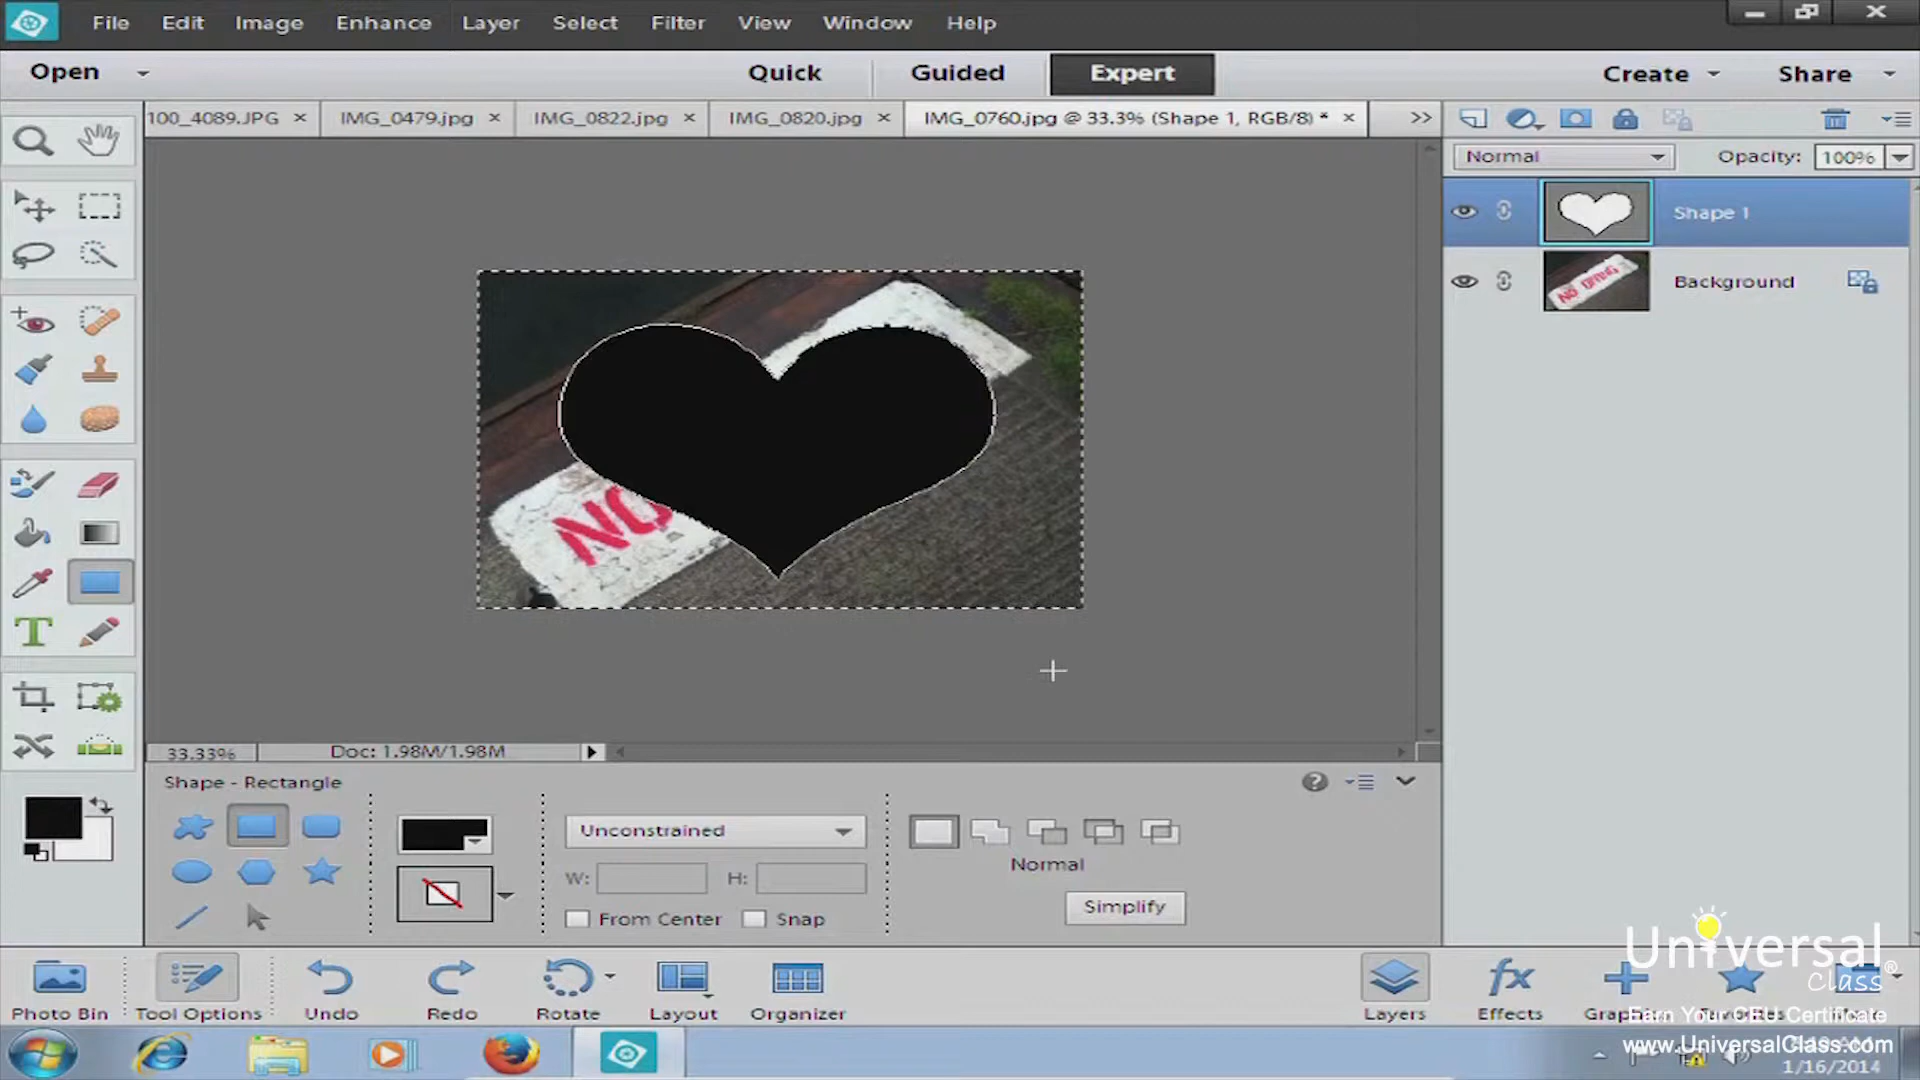 File Edit Image Enhance Layer Select Filter View Window Help
Open Quick Guided Expert Create Share
100_4089.JPG × IMG_0479.jpg × IMG_0822.jpg × IMG_0820.jpg × IMG_0760.jpg @ 33.3% (Shape 1, RGB/8) * × >>
Normal Opacity: 100%
Shape 1
Background
NO
33.33% Doc: 1.98M/1.98M
Shape - Rectangle
Unconstrained
W: H:
Normal
From Center Snap
Simplify
Universal®
Class
Photo Bin Tool Options Undo Redo Rotate Layout Organizer Layers Effects
Earn Your CEU Certificate
www.UniversalClass.com
1/16/2014